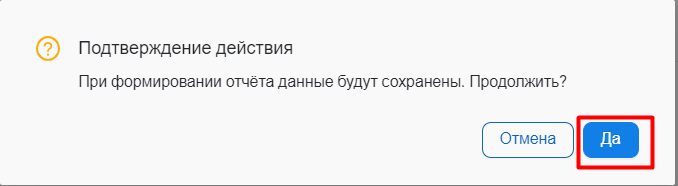 Подтверждение действия
При формировании отчёта данные будут сохранены. Продолжить?
Отмена
Да